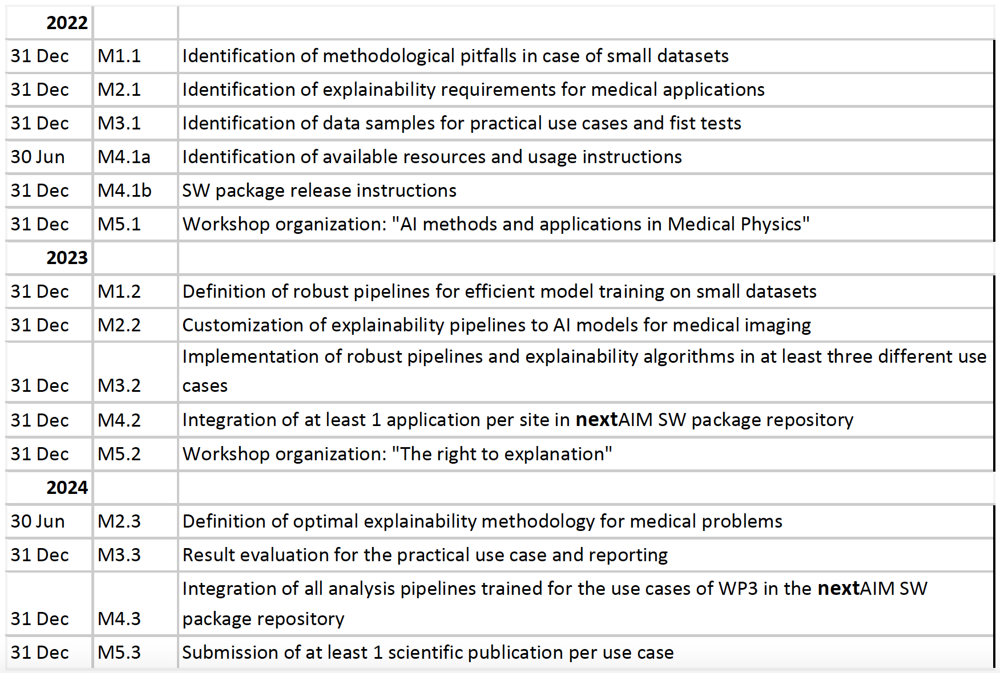 2022
31 Dec M1.1 Identification of methodological pitfalls in case of small datasets
31 Dec M2.1 Identification of explainability requirements for medical applications
31 Dec M3.1 Identification of data samples for practical use cases and fist tests
30 Jun M4.1a Identification of available resources and usage instructions
31 Dec M4.1b SW package release instructions
31 Dec M5.1 Workshop organization: "AI methods and applications in Medical Physics"
2023
31 Dec M1.2 Definition of robust pipelines for efficient model training on small datasets
31 Dec M2.2 Customization of explainability pipelines to AI models for medical imaging
Implementation of robust pipelines and explainability algorithms in at least three different use
31 Dec M3.2 cases
31 Dec M4.2 Integration of at least 1 application per site in nextAIM SW package repository
31 Dec M5.2 Workshop organization: "The right to explanation"
2024
30 Jun M2.3 Definition of optimal explainability methodology for medical problems
31 Dec M3.3 Result evaluation for the practical use case and reporting
Integration of all analysis pipelines trained for the use cases of WP3 in the nextAIM SW
31 Dec M4.3 package repository
31 Dec M5.3 Submission of at least 1 scientific publication per use case